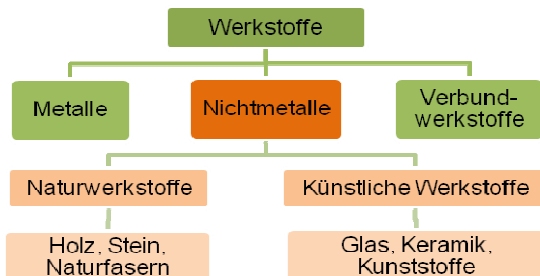 Werkstoffe
Metalle
Nichtmetalle
Verbund-
werkstoffe
Naturwerkstoffe
Künstliche Werkstoffe
Holz, Stein,
Naturfasern
Glas, Keramik,
Kunststoffe